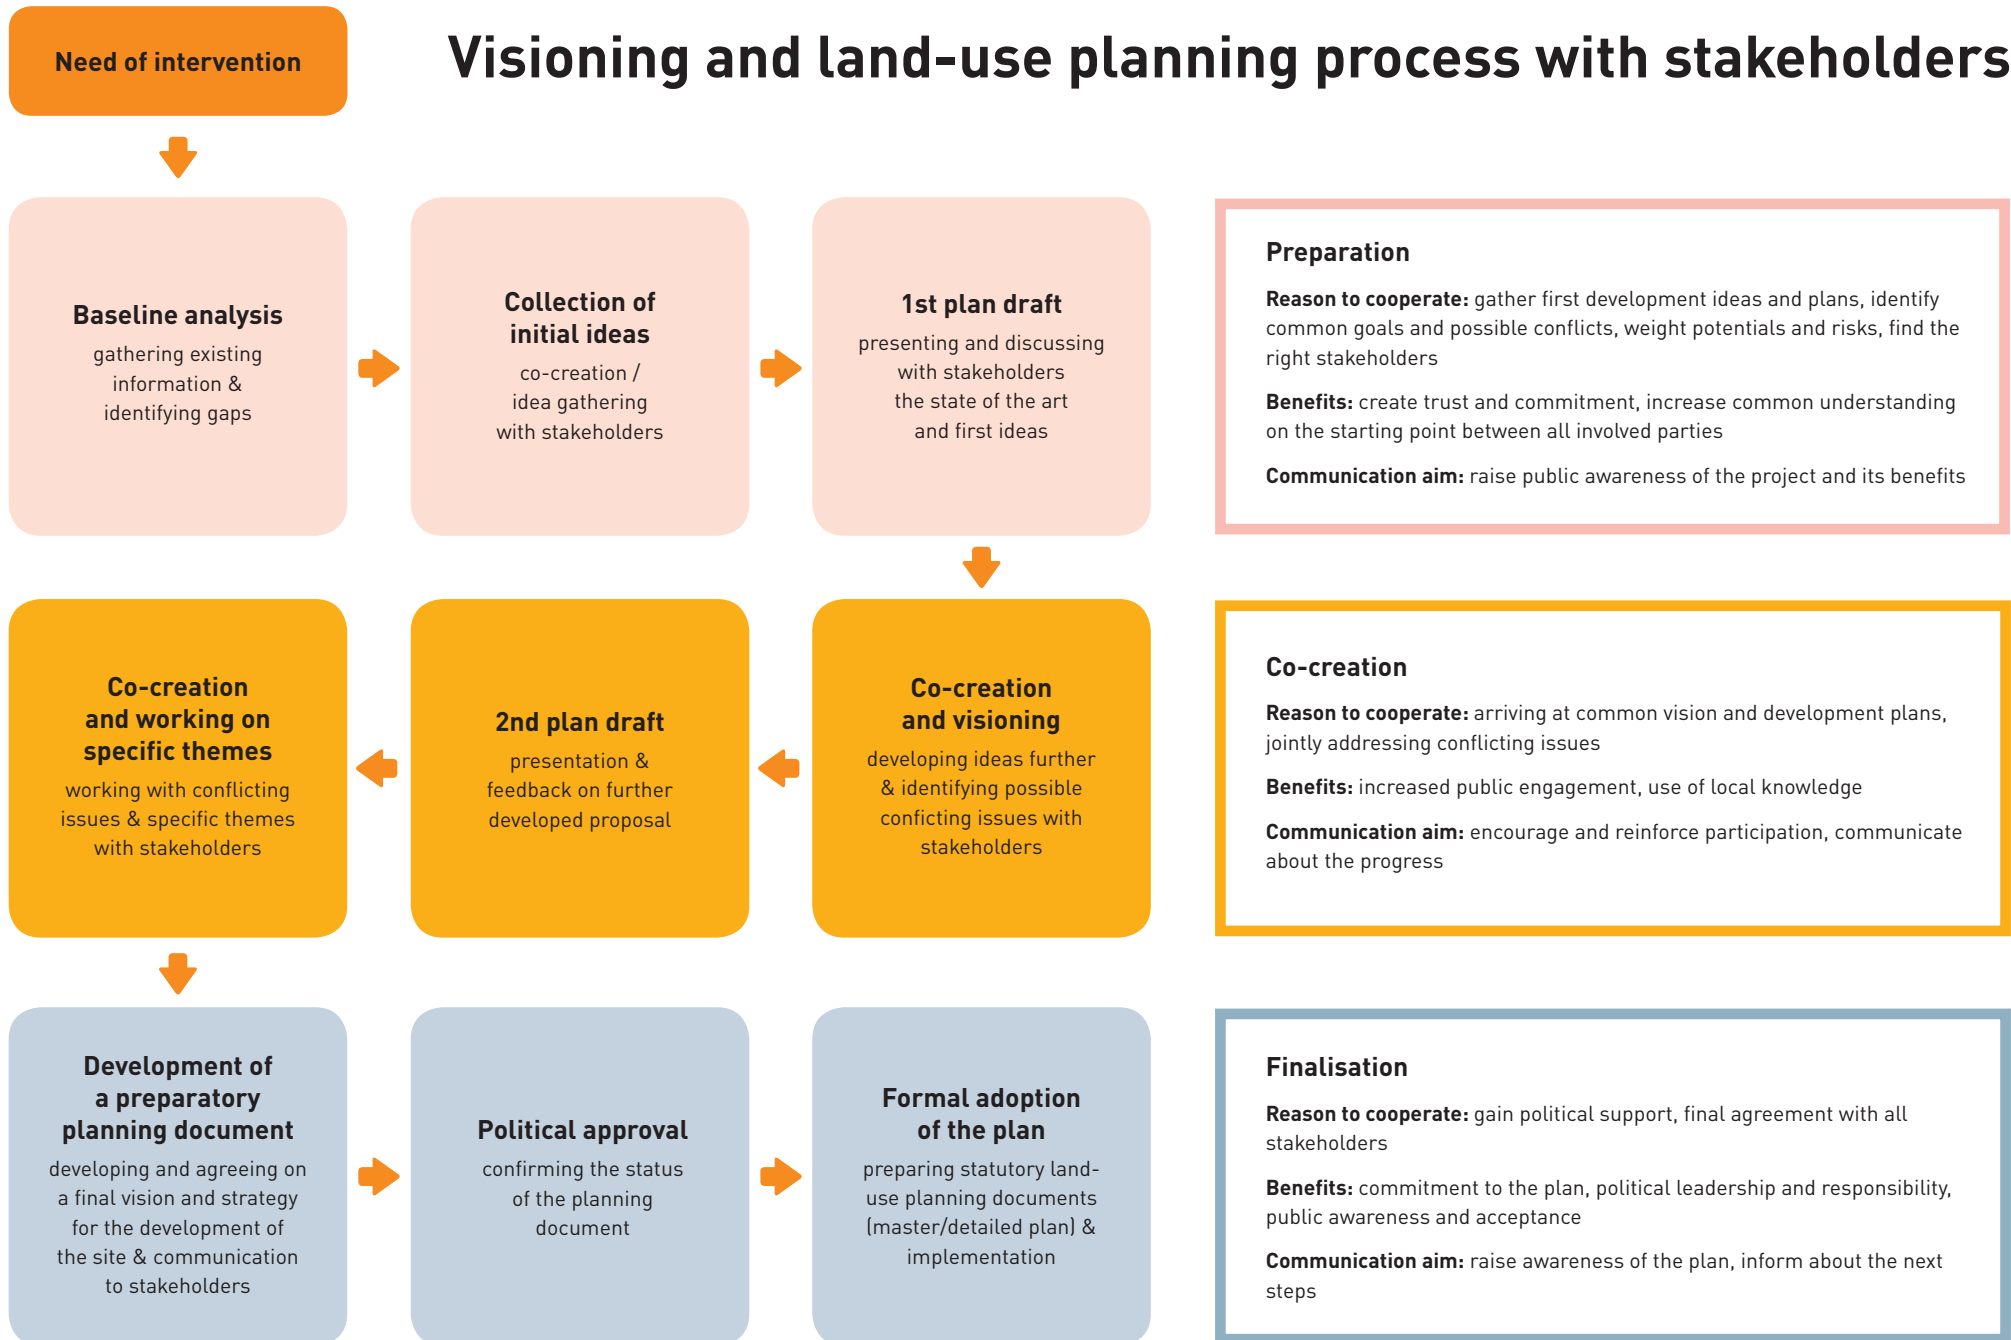 Need of intervention
Visioning and land-use planning process with stakeholders
Baseline analysis
gathering existing
information &
identifying gaps
Collection of
initial ideas
co-creation /
idea gathering
with stakeholders
1st plan draft
presenting and discussing
with stakeholders
the state of the art
and first ideas
Preparation
Reason to cooperate: gather first development ideas and plans, identify
common goals and possible conflicts, weight potentials and risks, find the
right stakeholders
Benefits: create trust and commitment, increase common understanding
on the starting point between all involved parties
Communication aim: raise public awareness of the project and its benefits
Co-creation
and working on
specific themes
working with conflicting
issues & specific themes
with stakeholders
2nd plan draft
presentation &
feedback on further
developed proposal
Co-creation
and visioning
developing ideas further
& identifying possible
conficting issues with
stakeholders
Co-creation
Reason to cooperate: arriving at common vision and development plans,
jointly addressing conflicting issues
Benefits: increased public engagement, use of local knowledge
Communication aim: encourage and reinforce participation, communicate
about the progress
Development of
a preparatory
planning document
developing and agreeing on
a final vision and strategy
for the development of
the site & communication
to stakeholders
Political approval
confirming the status
of the planning
document
Formal adoption
of the plan
preparing statutory land-
use planning documents
(master/detailed plan) &
implementation
Finalisation
Reason to cooperate: gain political support, final agreement with all
stakeholders
Benefits: commitment to the plan, political leadership and responsibility,
public awareness and acceptance
Communication aim: raise awareness of the plan, inform about the next
steps